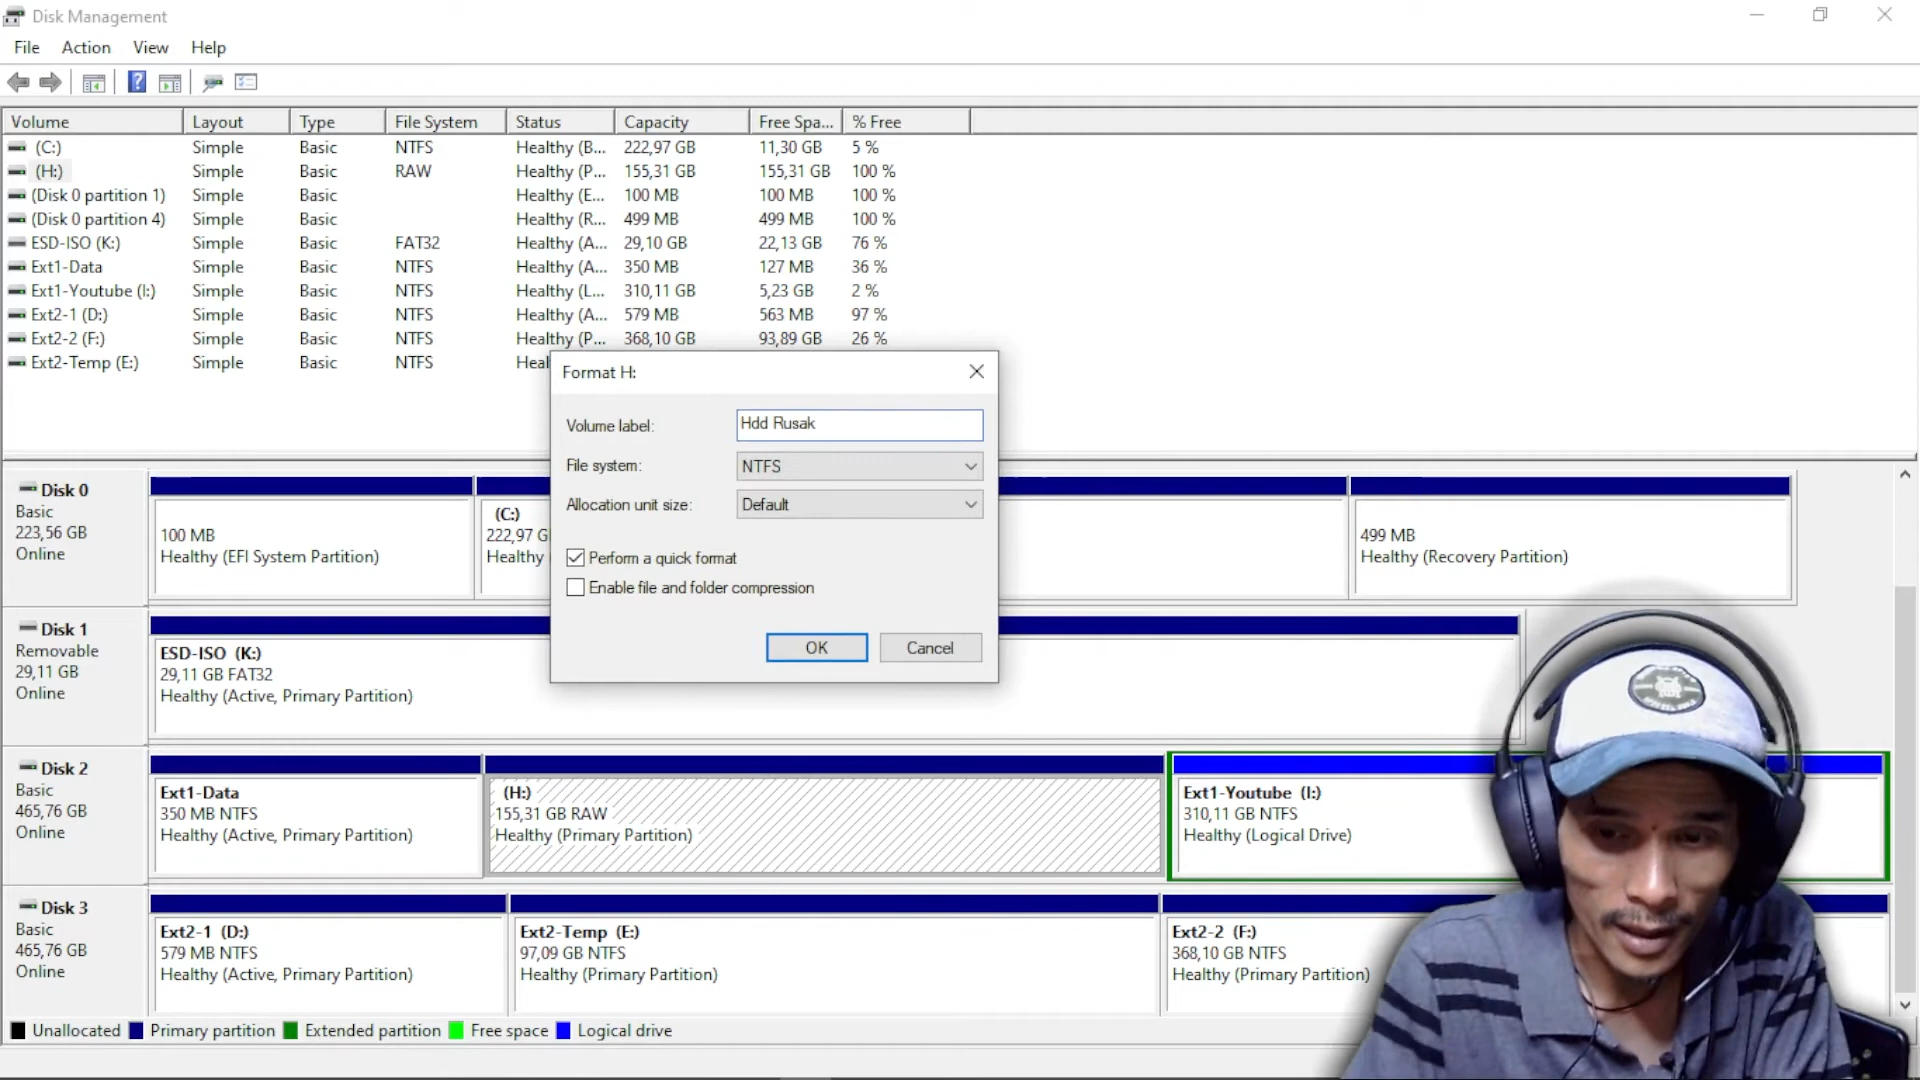 Disk Management
File Action View Help
Volume Layout Type File System Status Capacity Free Spa... % Free
(C:) Simple Basic NTFS Healthy (B... 222,97 GB 11,30 GB 5 %
(H:) Simple Basic RAW Healthy (P... 155,31 GB 155,31 GB 100 %
(Disk 0 partition 1) Simple Basic Healthy (E... 100 MB 100 MB 100 %
(Disk 0 partition 4) Simple Basic Healthy (R... 499 MB 499 MB 100 %
ESD-ISO (K:) Simple Basic FAT32 Healthy (A... 29,10 GB 22,13 GB 76 %
Ext1-Data Simple Basic NTFS Healthy (A... 350 MB 127 MB 36 %
Ext1-Youtube (I:) Simple Basic NTFS Healthy (L... 310,11 GB 5,23 GB 2 %
Ext2-1 (D:) Simple Basic NTFS Healthy (A... 579 MB 563 MB 97 %
Ext2-2 (F:) Simple Basic NTFS Healthy (P... 368,10 GB 93,89 GB 26 %
Ext2-Temp (E:) Simple Basic NTFS Heal
Format H:
Volume label: Hdd Rusak
File system: NTFS
Allocation unit size: Default
Perform a quick format
Enable file and folder compression
OK Cancel
Disk 0
Basic
223,56 GB
Online
100 MB
Healthy (EFI System Partition)
(C:)
222,97 G
Healthy
499 MB
Healthy (Recovery Partition)
Disk 1
Removable
29,11 GB
Online
ESD-ISO (K:)
29,11 GB FAT32
Healthy (Active, Primary Partition)
Disk 2
Basic
465,76 GB
Online
Ext1-Data
350 MB NTFS
Healthy (Active, Primary Partition)
(H:)
155,31 GB RAW
Healthy (Primary Partition)
Ext1-Youtube (I:)
310,11 GB NTFS
Healthy (Logical Drive)
Disk 3
Basic
465,76 GB
Online
Ext2-1 (D:)
579 MB NTFS
Healthy (Active, Primary Partition)
Ext2-Temp (E:)
97,09 GB NTFS
Healthy (Primary Partition)
Ext2-2 (F:)
368,10 GB NTFS
Healthy (Primary Partition)
Unallocated Primary partition Extended partition Free space Logical drive